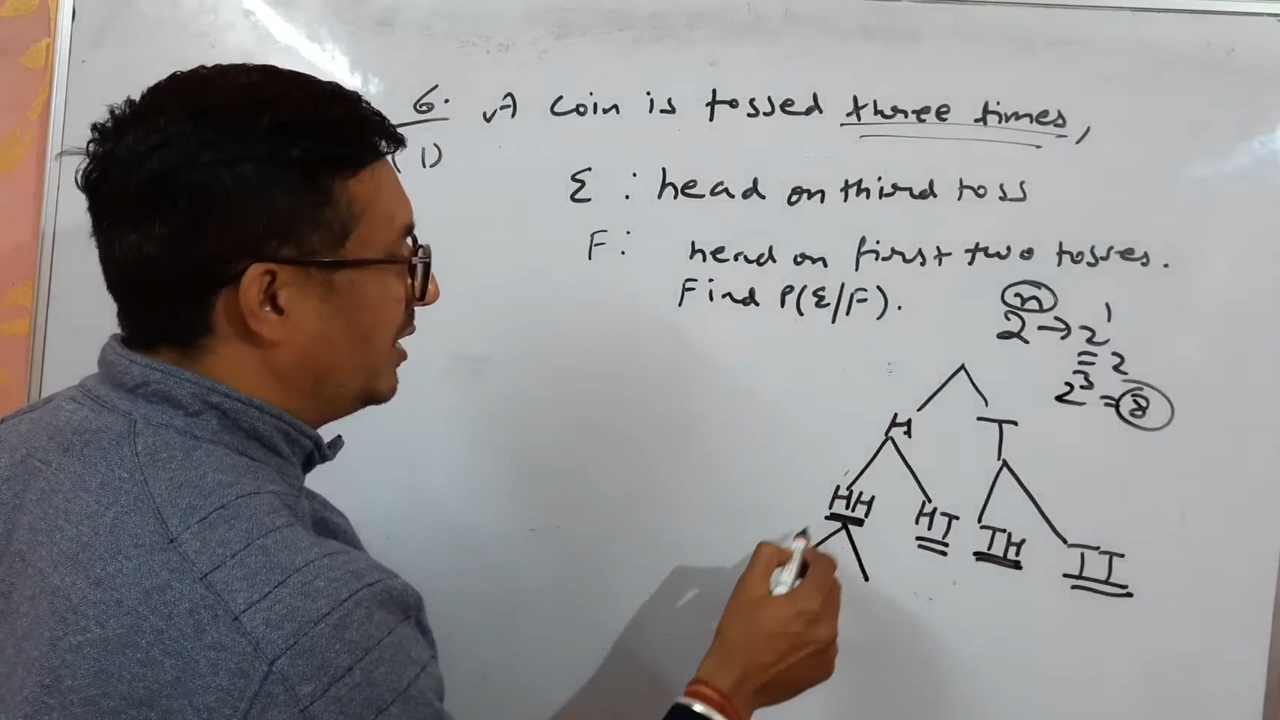 6. A coin is tossed three times,
(1)
E : head on third toss
F : head on first two tosses.
Find P(E/F).
2ⁿ → 2¹
= 2
2³ = 8
H T
HH HT TH TT